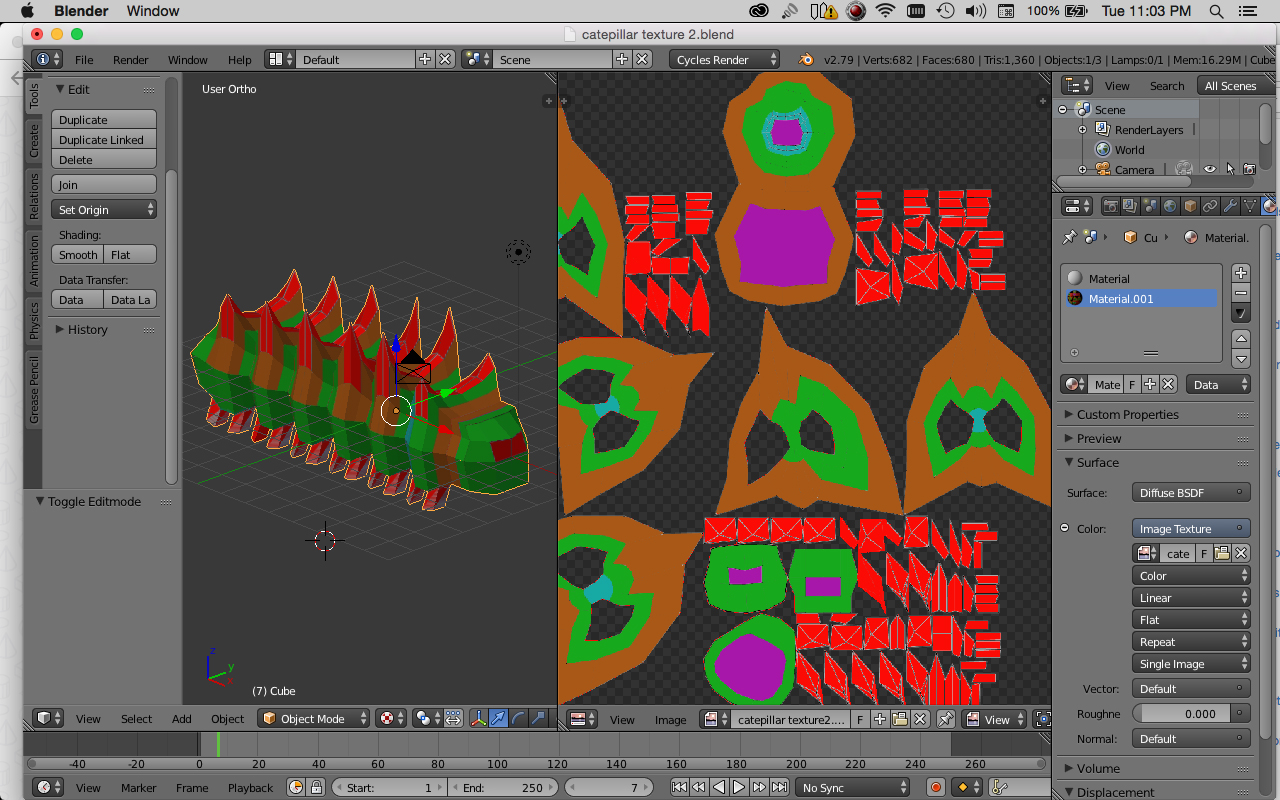 Blender Window 100% Tue 11:03 PM
catepillar texture 2.blend
File Render Window Help Default Scene Cycles Render v2.79 | Verts:682 | Faces:680 | Tris:1,360 | Objects:1/3 | Lamps:0/1 | Mem:16.29M | Cube
Tools
Create
Relations
Animation
Physics
Grease Pencil
Edit
Duplicate
Duplicate Linked
Delete
Join
Set Origin
Shading:
Smooth Flat
Data Transfer:
Data Data La
History
Toggle Editmode
User Ortho
z
y
x
(7) Cube
View Select Add Object Object Mode
View Image catepillar texture2.... F View
View Search All Scenes
Scene
RenderLayers
World
Camera
Cu Material.
Material
Material.001
Mate F Data
Custom Properties
Preview
Surface
Surface: Diffuse BSDF
Color: Image Texture
cate F
Color
Linear
Flat
Repeat
Single Image
Vector: Default
Roughne 0.000
Normal: Default
Volume
Displacement
-40 -20 0 20 40 60 80 100 120 140 160 180 200 220 240 260
View Marker Frame Playback Start: 1 End: 250 7 No Sync